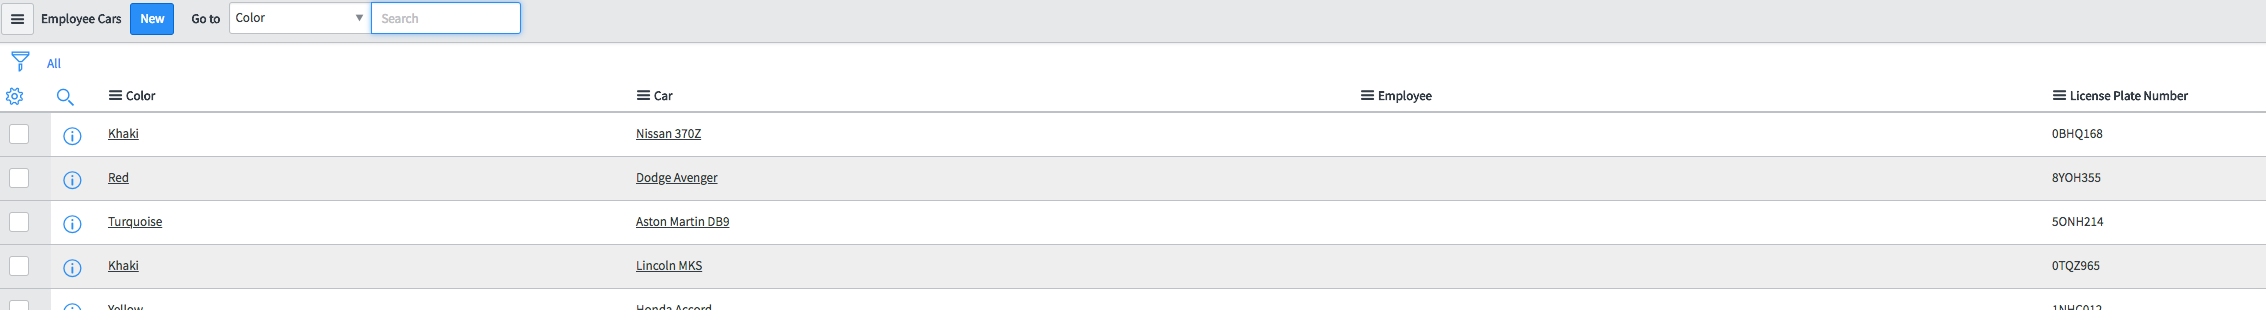 Employee Cars New Go to Color Search
All
Color Car Employee License Plate Number
Khaki Nissan 370Z 0BHQ168
Red Dodge Avenger 8YOH355
Turquoise Aston Martin DB9 5ONH214
Khaki Lincoln MKS 0TQZ965
Yellow Honda Accord 1NHC012